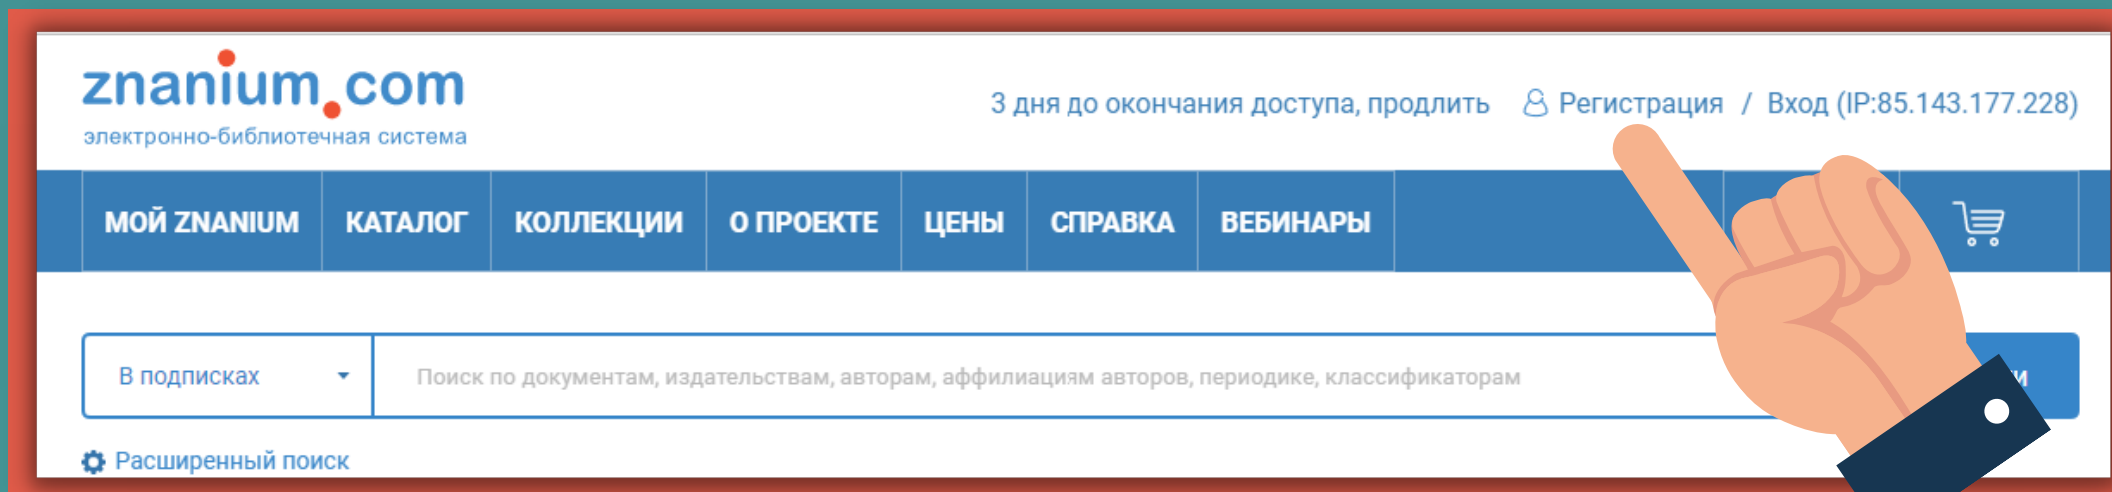 znanium.com
электронно-библиотечная система
3 дня до окончания доступа, продлить Регистрация / Вход (IP:85.143.177.228)
МОЙ ZNANIUM КАТАЛОГ КОЛЛЕКЦИИ О ПРОЕКТЕ ЦЕНЫ СПРАВКА ВЕБИНАРЫ
В подписках Поиск по документам, издательствам, авторам, аффилиациям авторов, периодике, классификаторам
Расширенный поиск